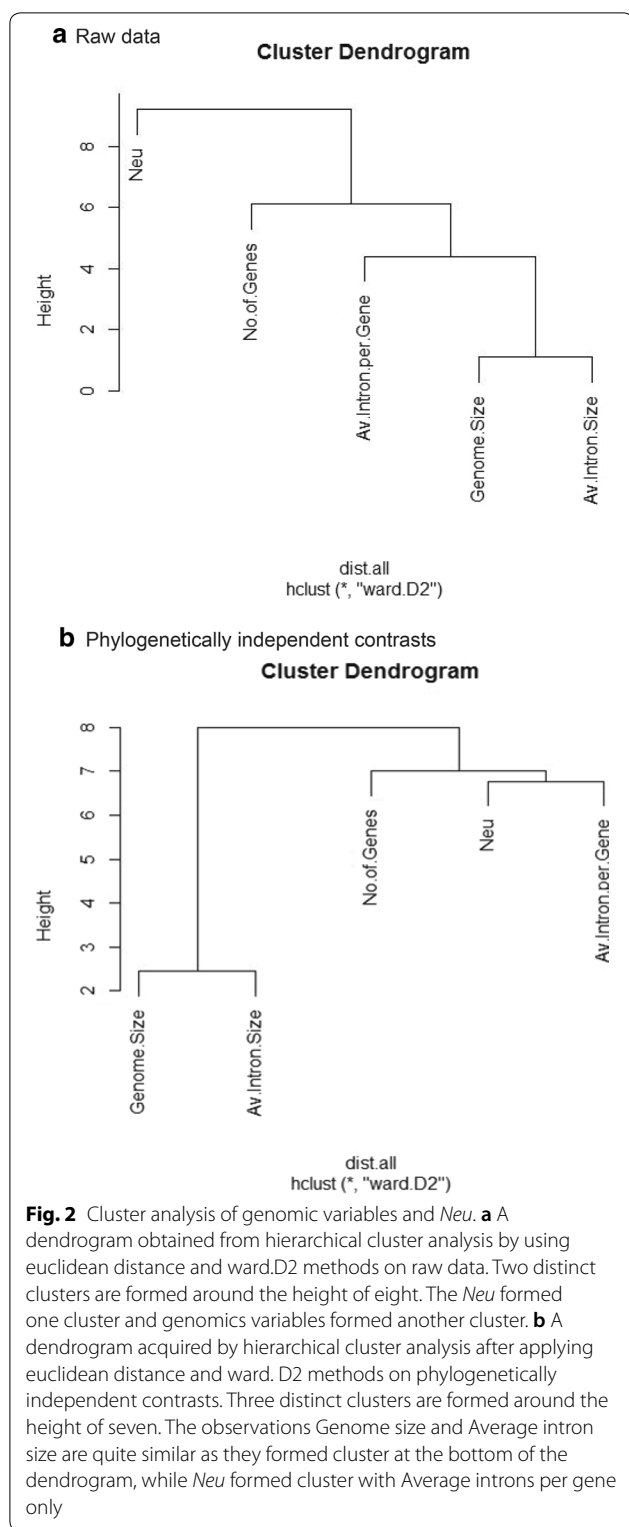 a Raw data
Cluster Dendrogram
Height
8
6
4
2
0
Neu
No.of.Genes
Av.Intron.per.Gene
Genome.Size
Av.Intron.Size
dist.all
hclust (*, "ward.D2")
b Phylogenetically independent contrasts
Cluster Dendrogram
Height
8
7
6
5
4
3
2
Genome.Size
Av.Intron.Size
No.of.Genes
Neu
Av.Intron.per.Gene
dist.all
hclust (*, "ward.D2")
Fig. 2 Cluster analysis of genomic variables and Neu. a A
dendrogram obtained from hierarchical cluster analysis by using
euclidean distance and ward.D2 methods on raw data. Two distinct
clusters are formed around the height of eight. The Neu formed
one cluster and genomics variables formed another cluster. b A
dendrogram acquired by hierarchical cluster analysis after applying
euclidean distance and ward. D2 methods on phylogenetically
independent contrasts. Three distinct clusters are formed around the
height of seven. The observations Genome size and Average intron
size are quite similar as they formed cluster at the bottom of the
dendrogram, while Neu formed cluster with Average introns per gene
only